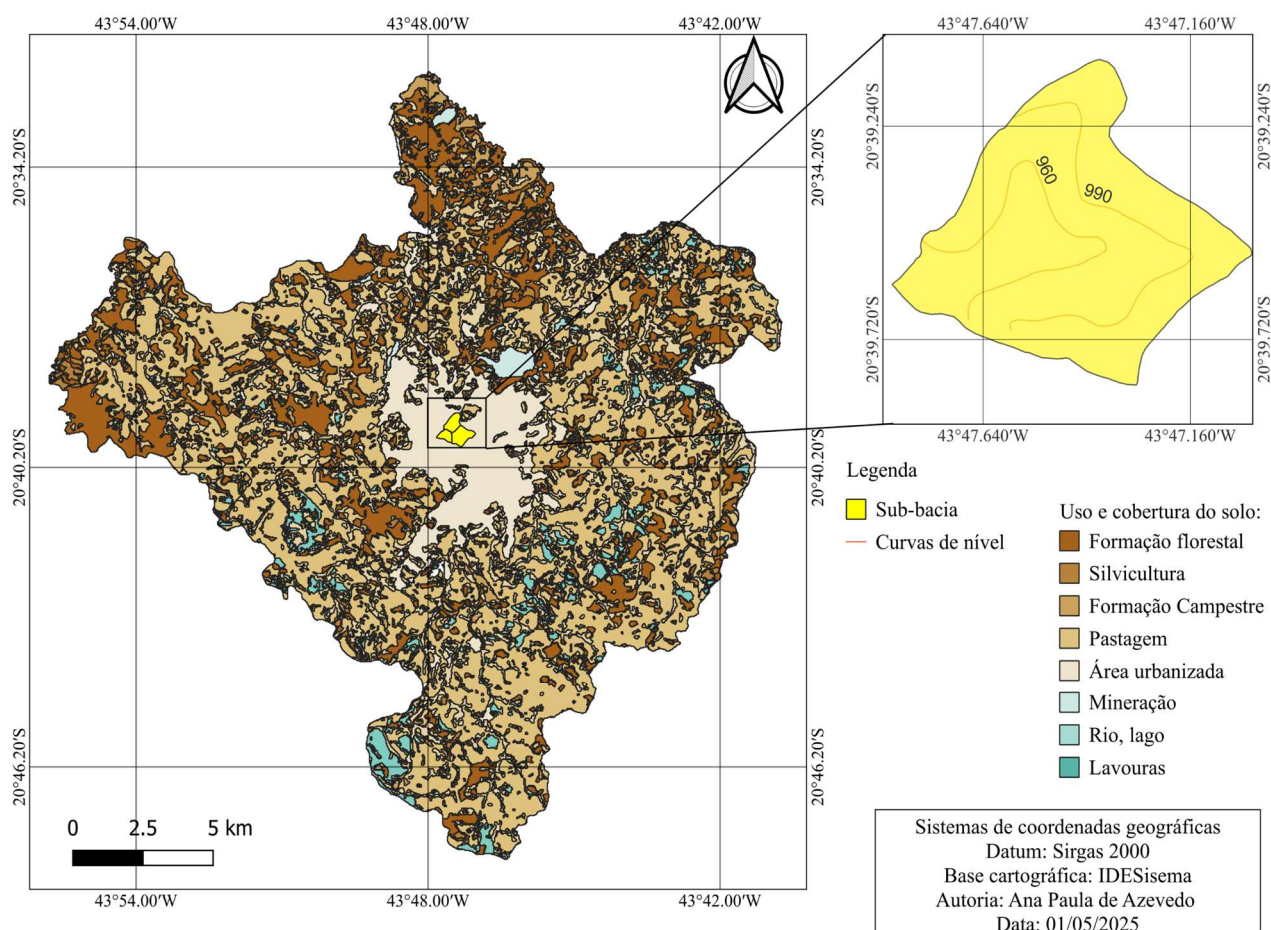 43°54.00'W 43°48.00'W 43°42.00'W
20°34.20'S
20°40.20'S
20°46.20'S
20°34.20'S
20°40.20'S
20°46.20'S
0 2.5 5 km
43°54.00'W 43°48.00'W 43°42.00'W
43°47.640'W 43°47.160'W
20°39.240'S
20°39.720'S
960
990
20°39.240'S
20°39.720'S
43°47.640'W 43°47.160'W
Legenda
Sub-bacia
Curvas de nível
Uso e cobertura do solo:
Formação florestal
Silvicultura
Formação Campestre
Pastagem
Área urbanizada
Mineração
Rio, lago
Lavouras
Sistemas de coordenadas geográficas
Datum: Sirgas 2000
Base cartográfica: IDESisema
Autoria: Ana Paula de Azevedo
Data: 01/05/2025